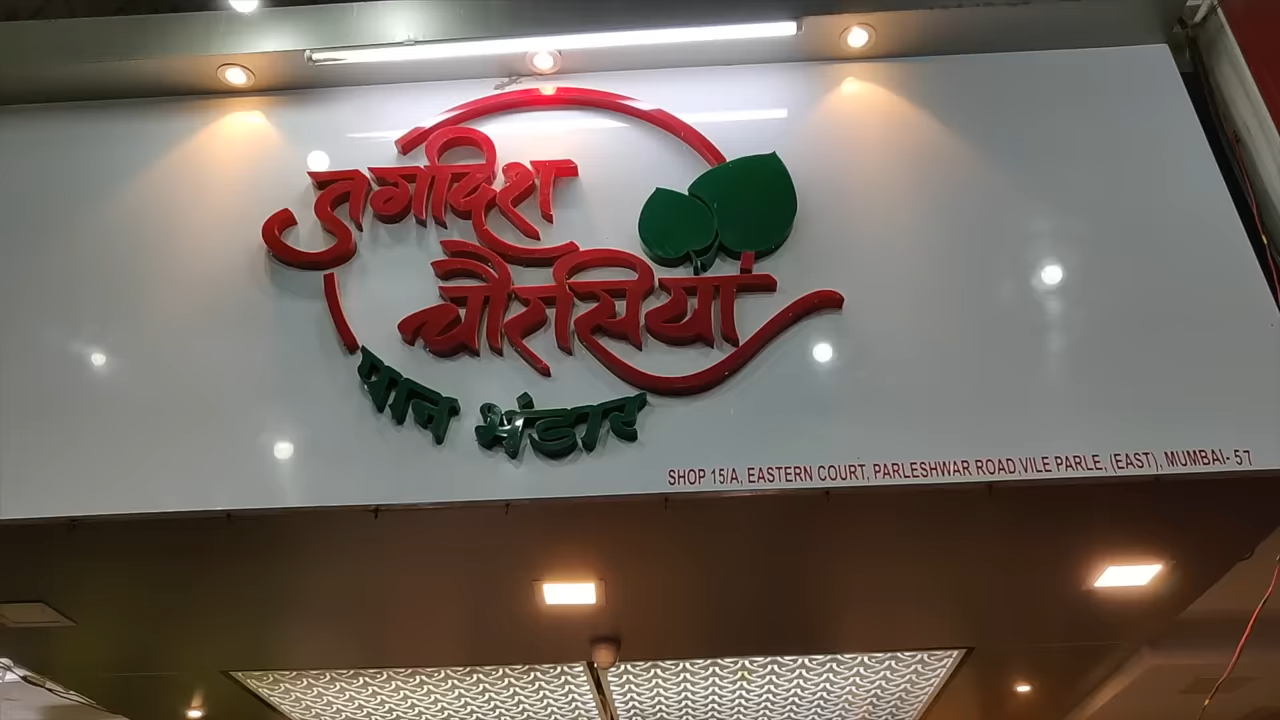 जगदिश
चौरसिया
पान भंडार
SHOP 15/A, EASTERN COURT, PARLESHWAR ROAD,VILE PARLE, (EAST), MUMBAI- 57